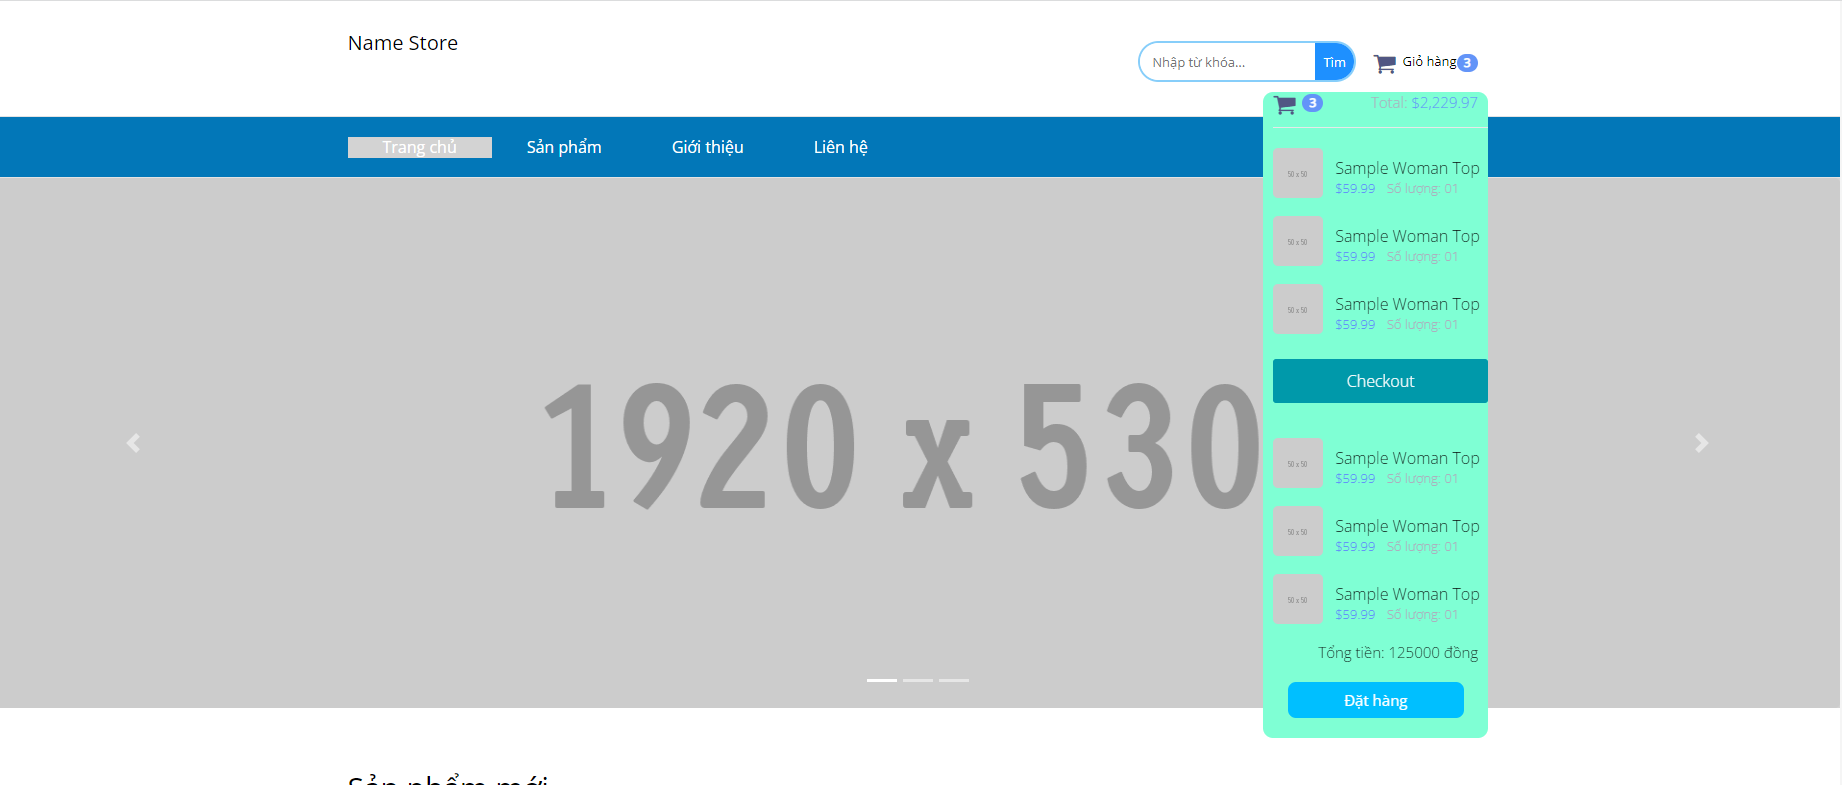 Name Store
Nhập từ khóa...
Tìm
Giỏ hàng 3
3 Total: $2,229.97
Trang chủ
Sản phẩm
Giới thiệu
Liên hệ
50 x 50
Sample Woman Top
$59.99 Số lượng: 01
50 x 50
Sample Woman Top
$59.99 Số lượng: 01
50 x 50
Sample Woman Top
$59.99 Số lượng: 01
Checkout
1920 x 530
50 x 50
Sample Woman Top
$59.99 Số lượng: 01
50 x 50
Sample Woman Top
$59.99 Số lượng: 01
50 x 50
Sample Woman Top
$59.99 Số lượng: 01
Tổng tiền: 125000 đồng
Đặt hàng
Sản phẩm mới